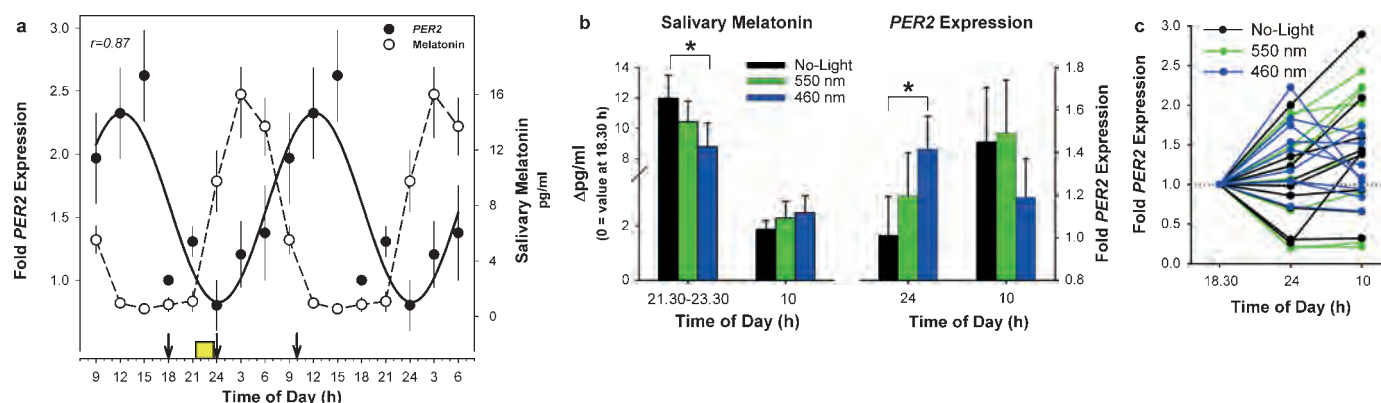 a
r=0.87
PER2
Melatonin
Fold PER2 Expression
3.0
2.5
2.0
1.5
1.0
Salivary Melatonin
pg/ml
16
12
8
4
0
9 12 15 18 21 24 3 6 9 12 15 18 21 24 3 6
Time of Day (h)
b
Salivary Melatonin
PER2 Expression
*
*
No-Light
550 nm
460 nm
Δpg/ml
(0 = value at 18.30 h)
14
12
10
8
2
0
21.30-23.30 10
Time of Day (h)
24 10
Time of Day (h)
1.8
1.6
1.4
1.2
1.0
0.8
Fold PER2 Expression
c
No-Light
550 nm
460 nm
Fold PER2 Expression
3.0
2.5
2.0
1.5
1.0
0.5
0.0
18.30 24 10
Time of Day (h)